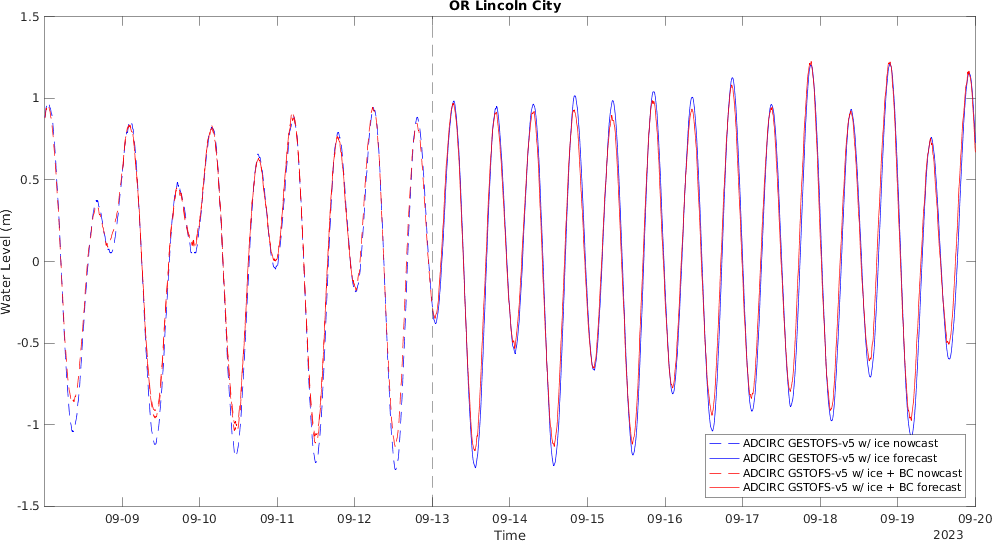 OR Lincoln City
1.5
1
0.5
0
-0.5
-1
-1.5
Water Level (m)
09-09
09-10
09-11
09-12
09-13
09-14
09-15
09-16
09-17
09-18
09-19
09-20
Time
2023
ADCIRC GESTOFS-v5 w/ ice nowcast
ADCIRC GESTOFS-v5 w/ ice forecast
ADCIRC GSTOFS-v5 w/ ice + BC nowcast
ADCIRC GSTOFS-v5 w/ ice + BC forecast